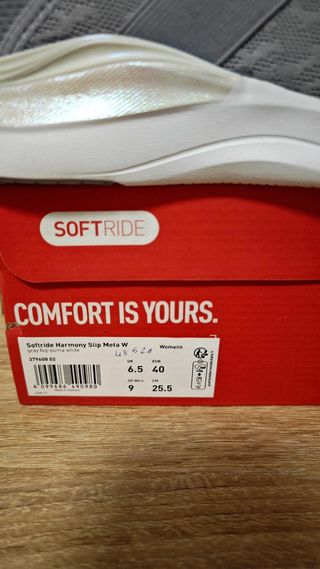 SOFTRIDE
COMFORT IS YOURS.
Softride Harmony Slip Meta W Womens
gray fog-puma white
379608 02
UK EUR
6.5 40
US Wn's CM
9 25.5
4 099686 490980